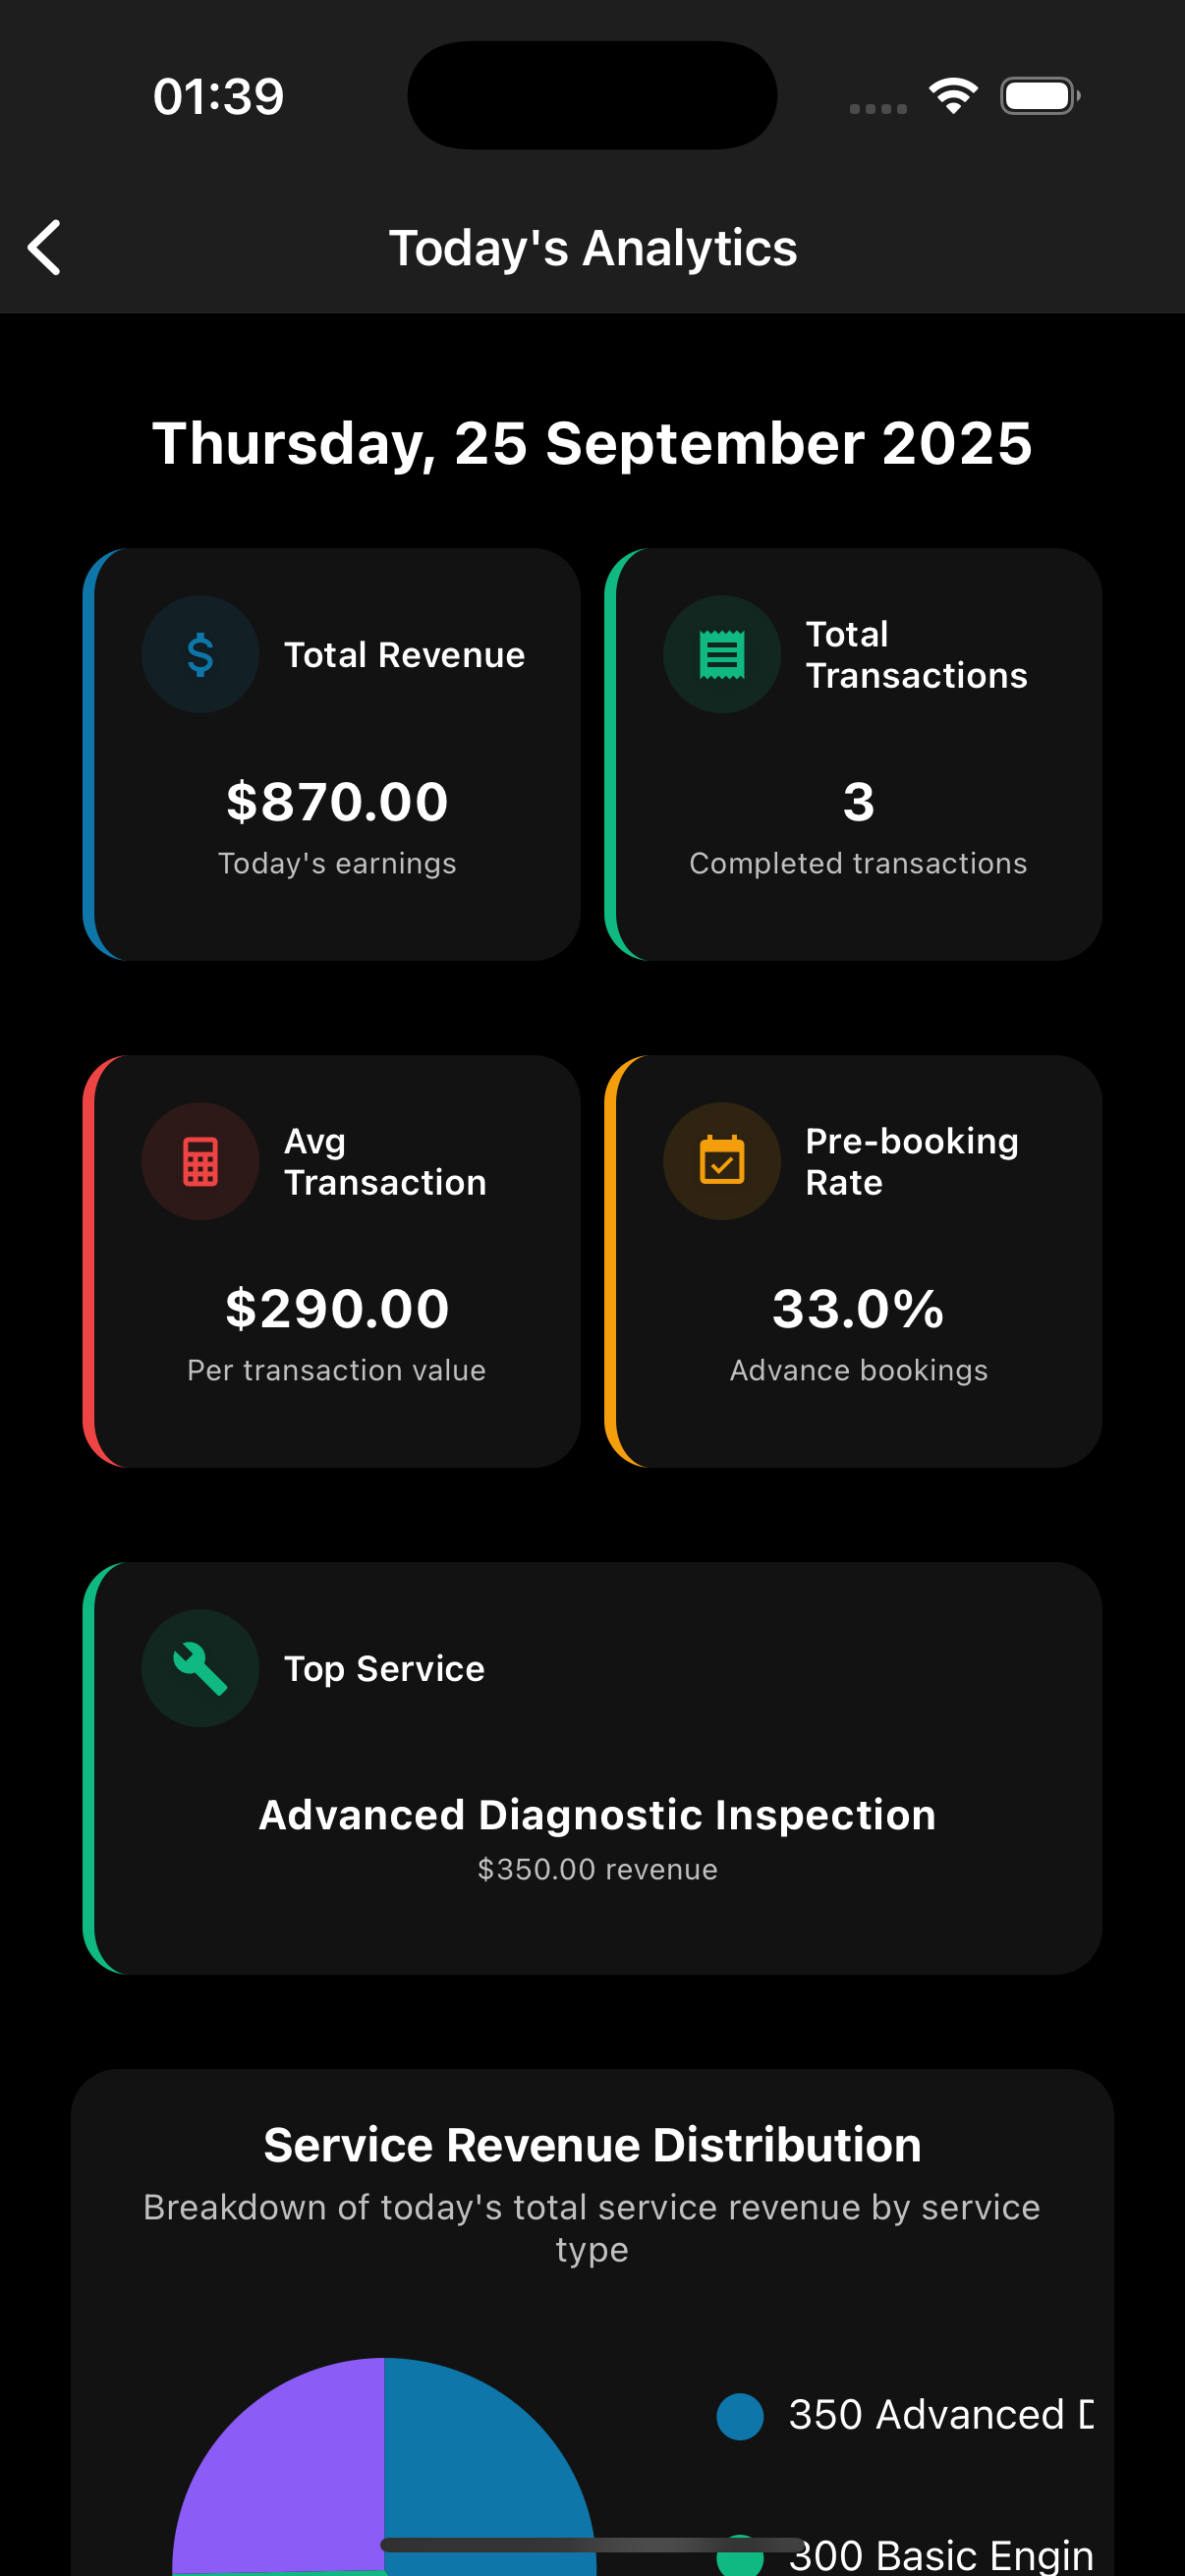 01:39
Today's Analytics
Thursday, 25 September 2025
Total Revenue
$870.00
Today's earnings
Total
Transactions
3
Completed transactions
Avg
Transaction
$290.00
Per transaction value
Pre-booking
Rate
33.0%
Advance bookings
Top Service
Advanced Diagnostic Inspection
$350.00 revenue
Service Revenue Distribution
Breakdown of today's total service revenue by service
type
350 Advanced
300 Basic Engin